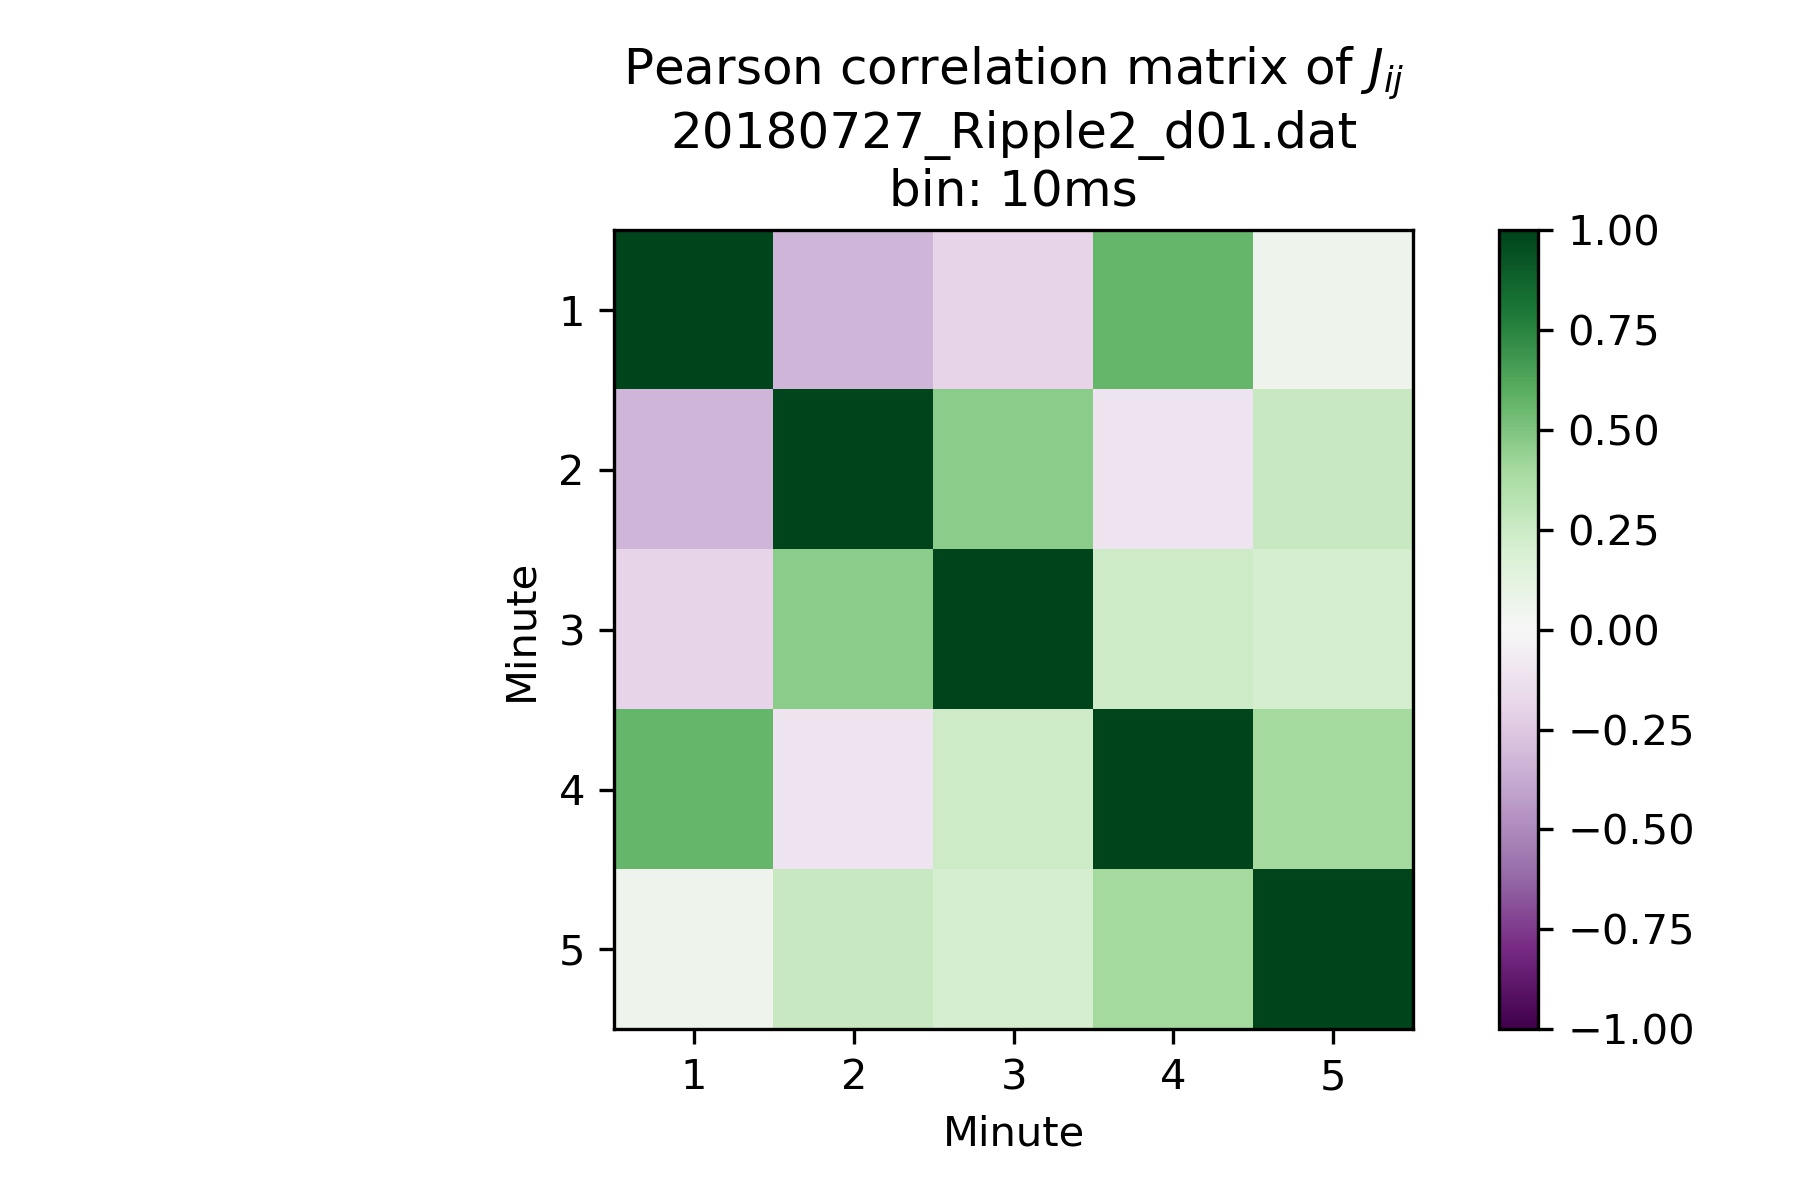 Pearson correlation matrix of J_ij
20180727_Ripple2_d01.dat
bin: 10ms
1
2
3
4
5
Minute
1 2 3 4 5
Minute
1.00
0.75
0.50
0.25
0.00
−0.25
−0.50
−0.75
−1.00